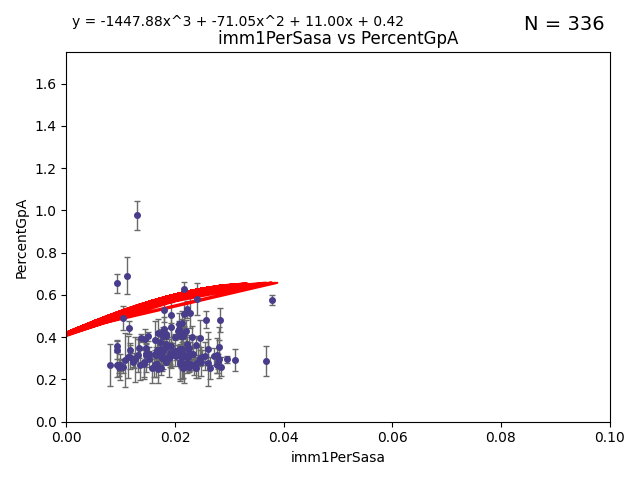 y = -1447.88x^3 + -71.05x^2 + 11.00x + 0.42
N = 336
imm1PerSasa vs PercentGpA
PercentGpA
1.6
1.4
1.2
1.0
0.8
0.6
0.4
0.2
0.0
0.00 0.02 0.04 0.06 0.08 0.10
imm1PerSasa